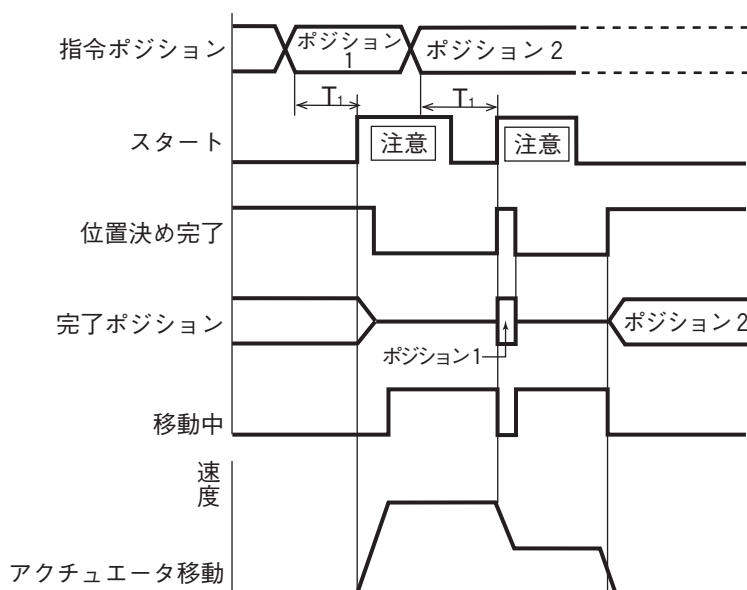 指令ポジション
ポジション
1
ポジション 2
T1
T1
スタート
注意
注意
位置決め完了
完了ポジション
ポジション 2
ポジション1
移動中
速度
アクチュエータ移動